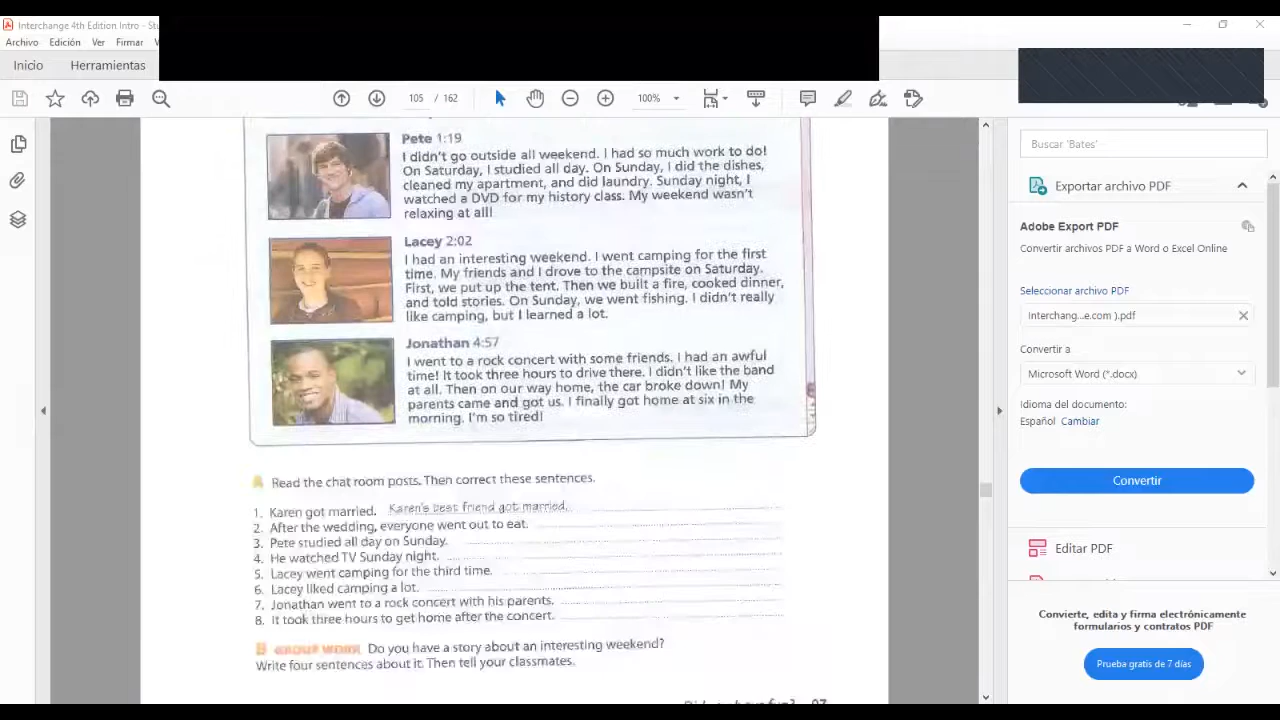 Interchange 4th Edition Intro - Stu
Archivo Edición Ver Firmar V
Inicio Herramientas
105 / 162 100%
Buscar 'Bates'
Exportar archivo PDF
Adobe Export PDF
Convertir archivos PDF a Word o Excel Online
Seleccionar archivo PDF
Interchang...e.com ).pdf
Convertir a
Microsoft Word (*.docx)
Idioma del documento:
Español Cambiar
Convertir
Editar PDF
Convierte, edita y firma electrónicamente
formularios y contratos PDF
Prueba gratis de 7 días
Pete 1:19
I didn't go outside all weekend. I had so much work to do!
On Saturday, I studied all day. On Sunday, I did the dishes,
cleaned my apartment, and did laundry. Sunday night, I
watched a DVD for my history class. My weekend wasn't
relaxing at all!
Lacey 2:02
I had an interesting weekend. I went camping for the first
time. My friends and I drove to the campsite on Saturday.
First, we put up the tent. Then we built a fire, cooked dinner,
and told stories. On Sunday, we went fishing. I didn't really
like camping, but I learned a lot.
Jonathan 4:57
I went to a rock concert with some friends. I had an awful
time! It took three hours to drive there. I didn't like the band
at all. Then on our way home, the car broke down! My
parents came and got us. I finally got home at six in the
morning. I'm so tired!
A Read the chat room posts. Then correct these sentences.
1. Karen got married. Karen's best friend got married.
2. After the wedding, everyone went out to eat.
3. Pete studied all day on Sunday.
4. He watched TV Sunday night.
5. Lacey went camping for the third time.
6. Lacey liked camping a lot.
7. Jonathan went to a rock concert with his parents.
8. It took three hours to get home after the concert.
B GROUP WORK Do you have a story about an interesting weekend?
Write four sentences about it. Then tell your classmates.